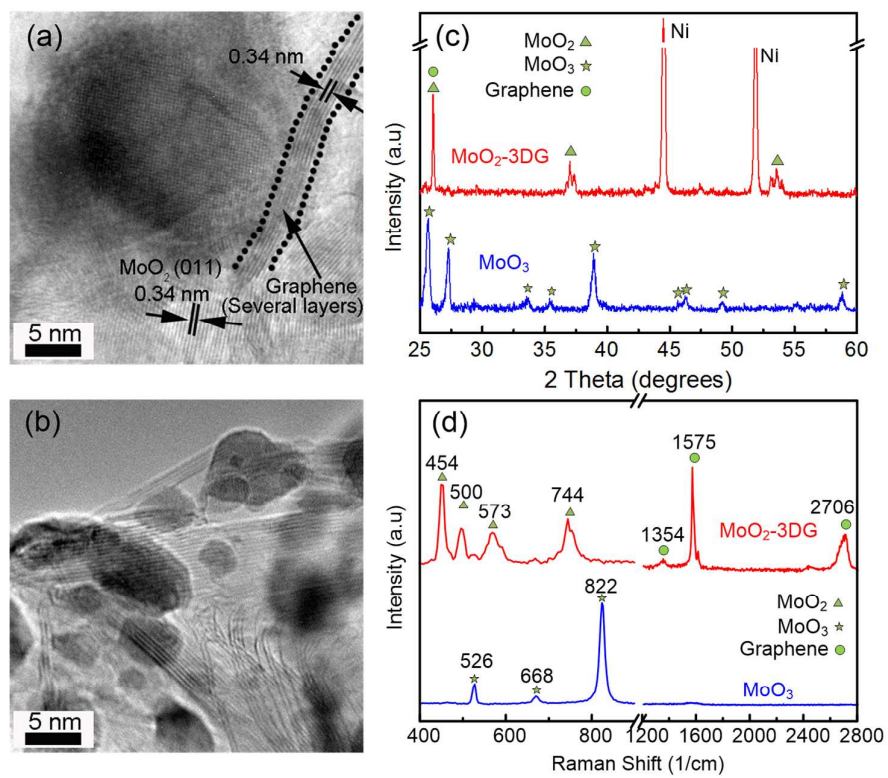 (a)
0.34 nm
MoO₂ (011)
0.34 nm
Graphene
(Several layers)
5 nm
(b)
5 nm
(c)
MoO₂
MoO₃
Graphene
Ni
Ni
MoO₂-3DG
MoO₃
Intensity (a.u)
25 30 35 40 45 50 55 60
2 Theta (degrees)
(d)
454
500
573
744
1354
1575
2706
MoO₂-3DG
822
MoO₂
MoO₃
Graphene
526
668
MoO₃
Intensity (a.u)
400 600 800 1200 1600 2000 2400 2800
Raman Shift (1/cm)